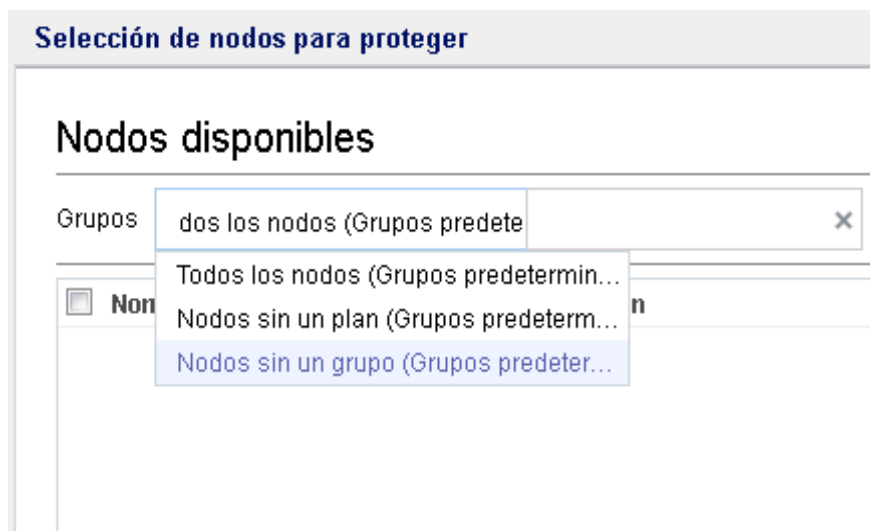 Selección de nodos para proteger
Nodos disponibles
Grupos dos los nodos (Grupos predete
Todos los nodos (Grupos predetermin...
Nodos sin un plan (Grupos predeterm...
Nodos sin un grupo (Grupos predeter...